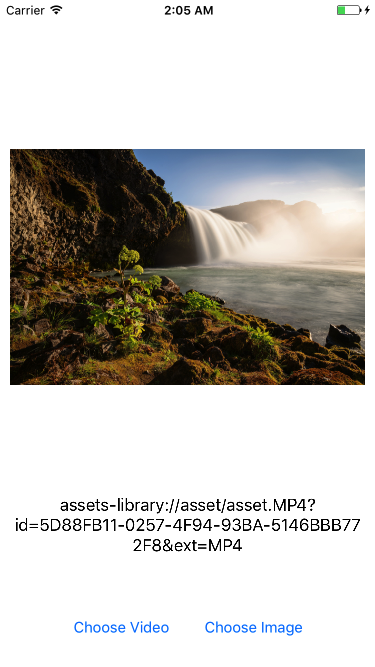 Carrier 2:05 AM
assets-library://asset/asset.MP4?
id=5D88FB11-0257-4F94-93BA-5146BBB77
2F8&ext=MP4
Choose Video Choose Image